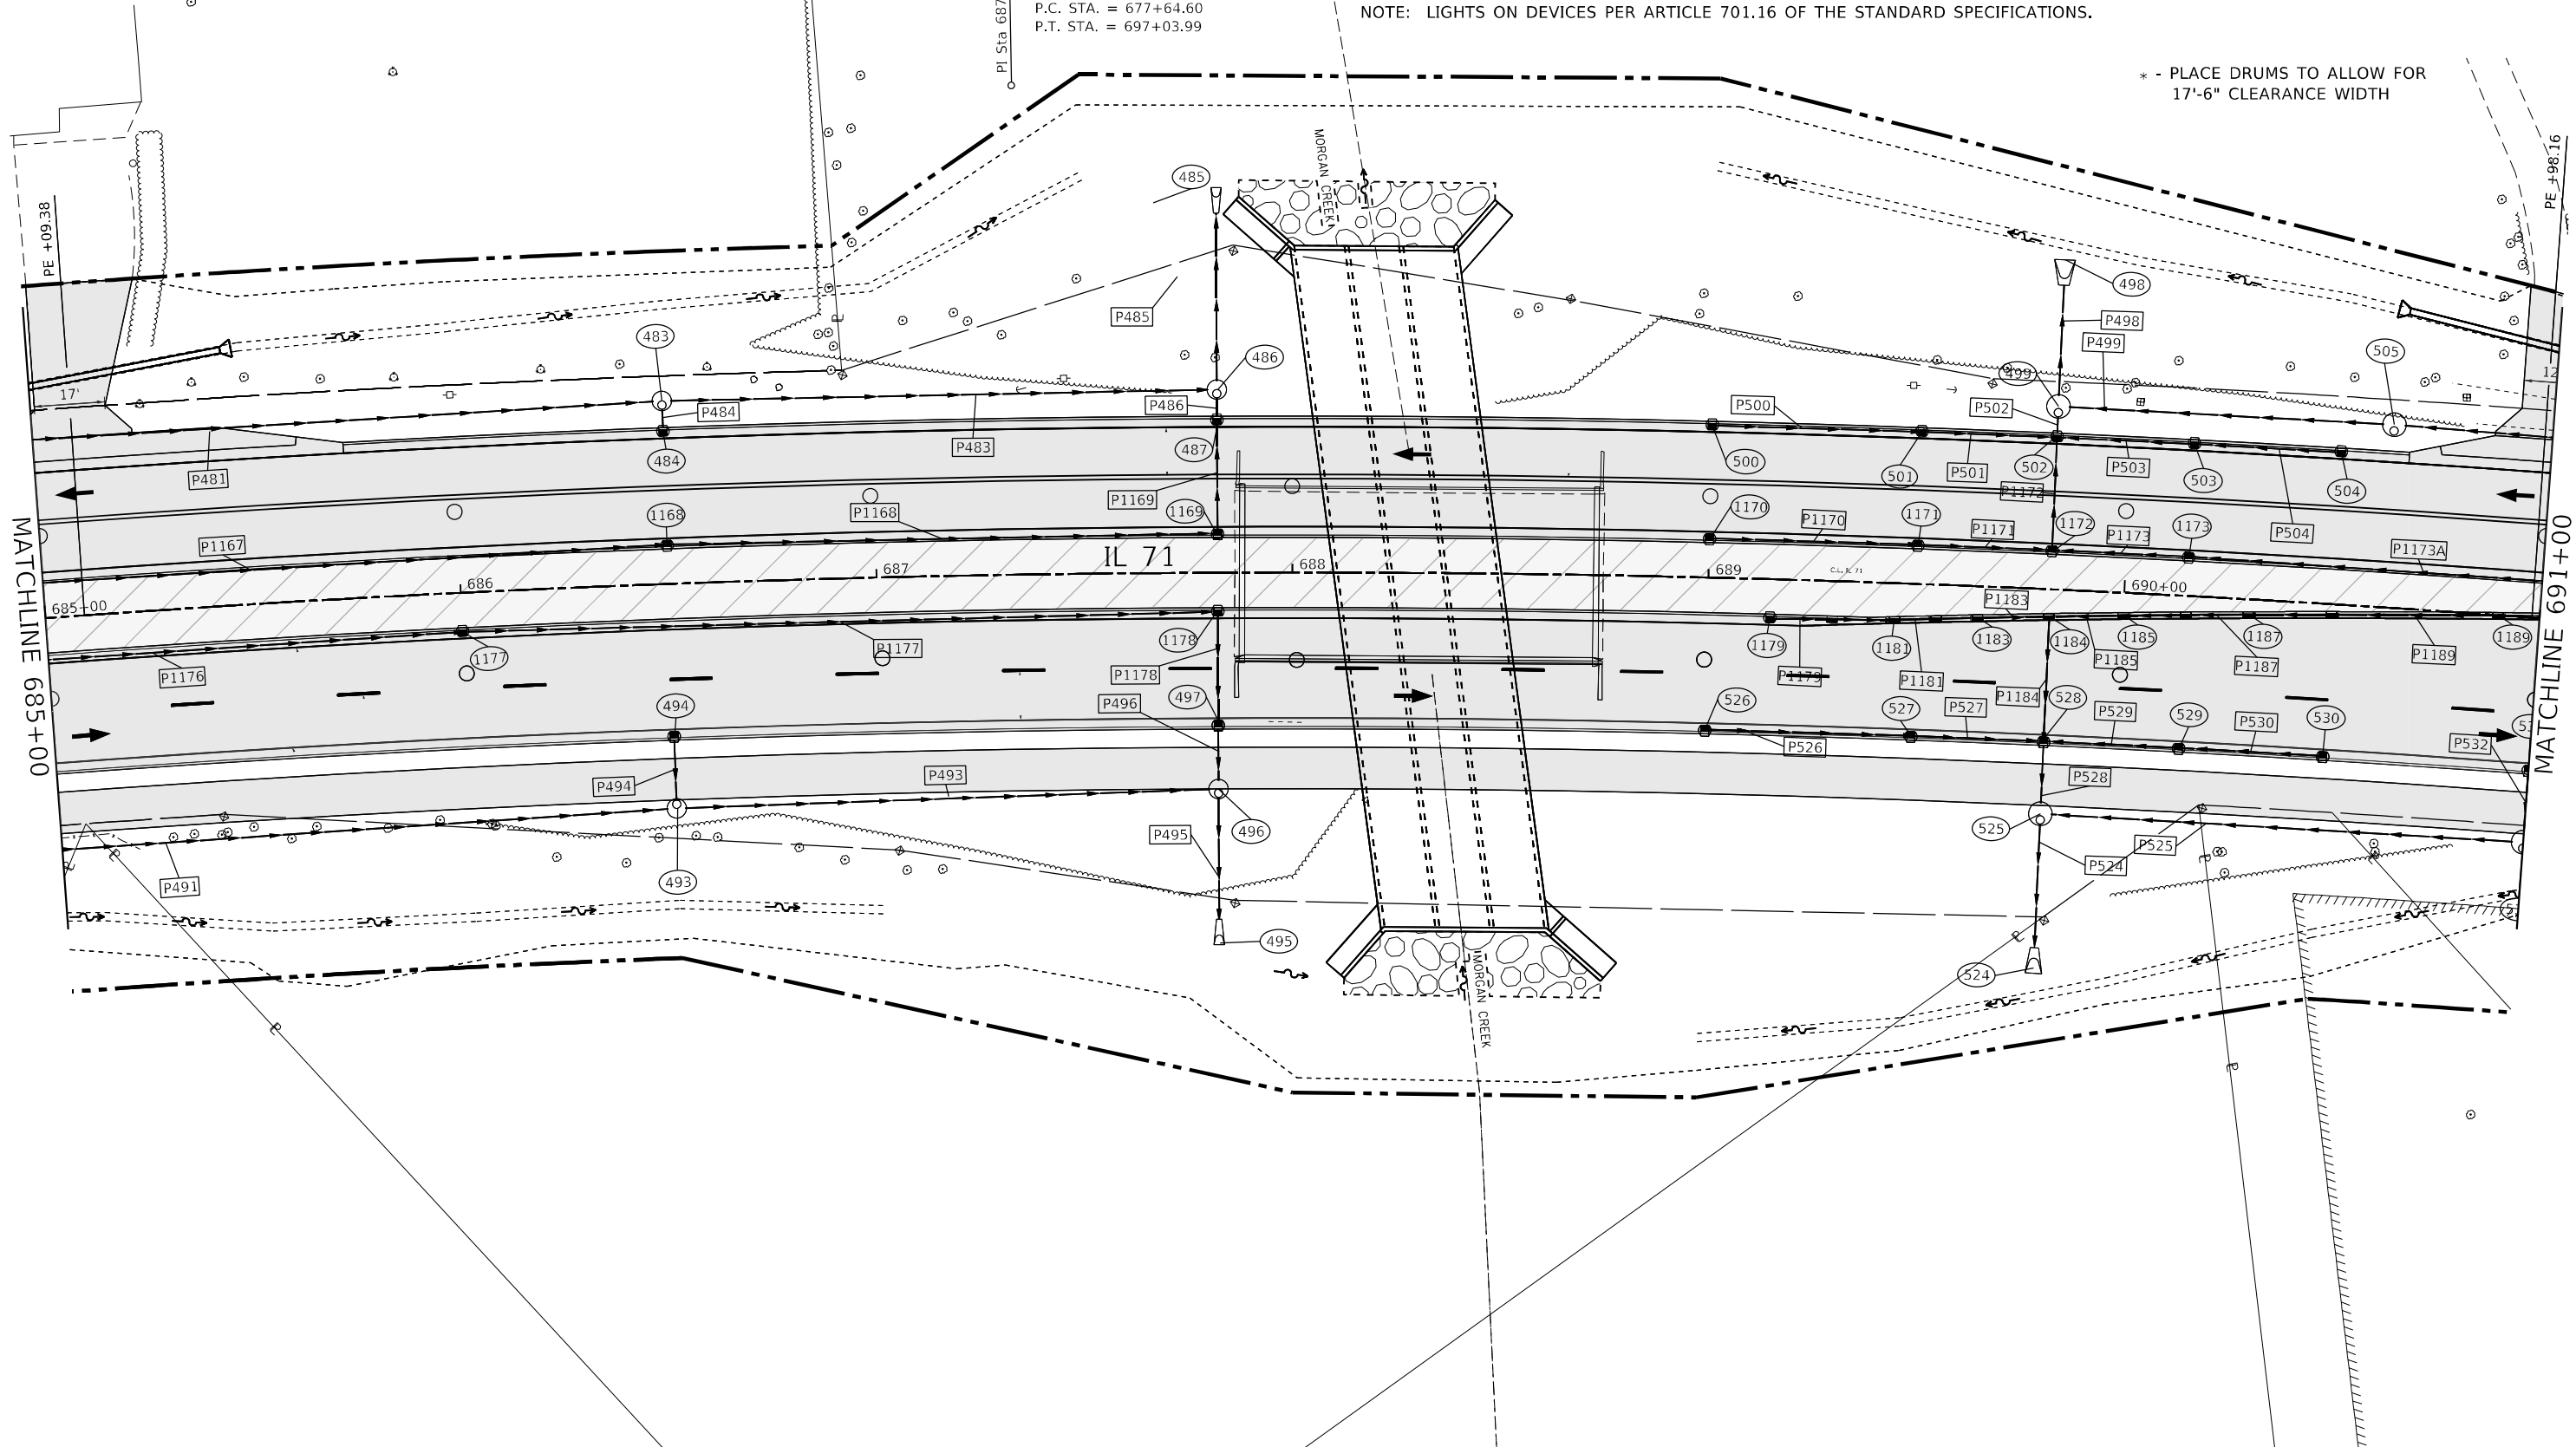 P.C. STA. = 677+64.60
P.T. STA. = 697+03.99
PI Sta 687
NOTE: LIGHTS ON DEVICES PER ARTICLE 701.16 OF THE STANDARD SPECIFICATIONS.
* - PLACE DRUMS TO ALLOW FOR
17'-6" CLEARANCE WIDTH
PE +09.38
PE +98.16
MORGAN CREEK
485
498
P485
P498
P499
483
486
499
505
17'
12
P484
P486
P500
P502
P481
484
P483
487
500
501
P501
502
P503
503
504
P1169
P1172
1168
P1168
1169
1170
P1170
1171
P1171
1172
P1173
1173
P504
P1173A
P1167
IL 71
685+00
686
687
688
689
C.L. IL 71
690+00
MATCHLINE 685+00
MATCHLINE 691+00
P1183
1177
P1177
1178
1179
1181
1183
1184
1185
1187
1189
P1176
P1178
P1179
P1181
P1185
P1187
P1189
P1184
494
P496
497
526
527
P527
528
P529
529
P530
530
53
P526
P532
P494
P493
P528
P495
496
525
P525
P524
P491
493
495
524
MORGAN CREEK